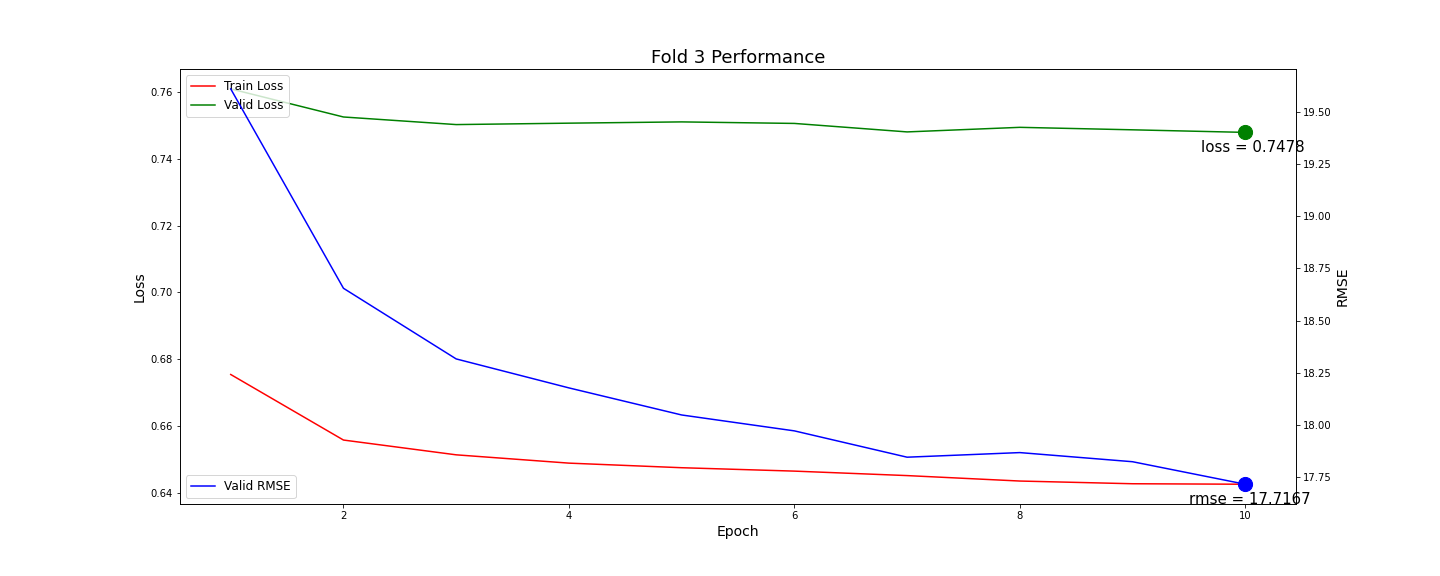 Fold 3 Performance
Train Loss
Valid Loss
Valid RMSE
loss = 0.7478
rmse = 17.7167
Loss
0.76
0.74
0.72
0.70
0.68
0.66
0.64
RMSE
19.50
19.25
19.00
18.75
18.50
18.25
18.00
17.75
2
4
6
8
10
Epoch